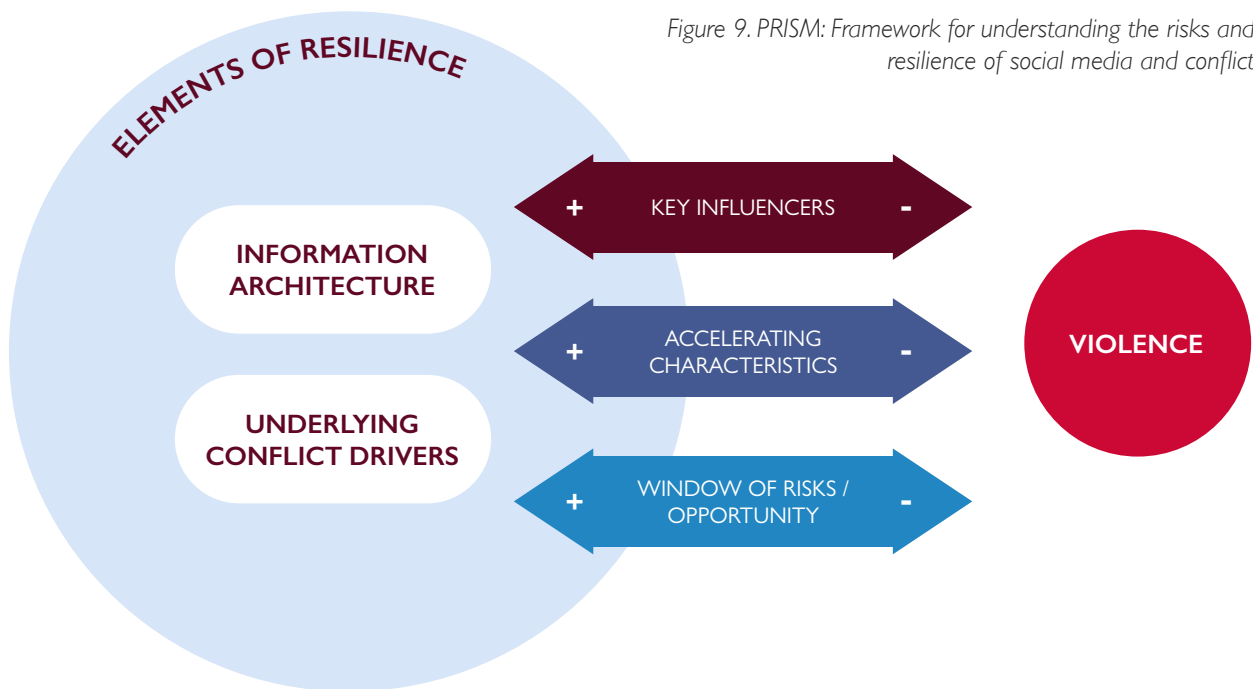 Figure 9. PRISM: Framework for understanding the risks and
resilience of social media and conflict
ELEMENTS OF RESILIENCE
INFORMATION
ARCHITECTURE
UNDERLYING
CONFLICT DRIVERS
+ KEY INFLUENCERS -
+ ACCELERATING
CHARACTERISTICS -
+ WINDOW OF RISKS /
OPPORTUNITY -
VIOLENCE